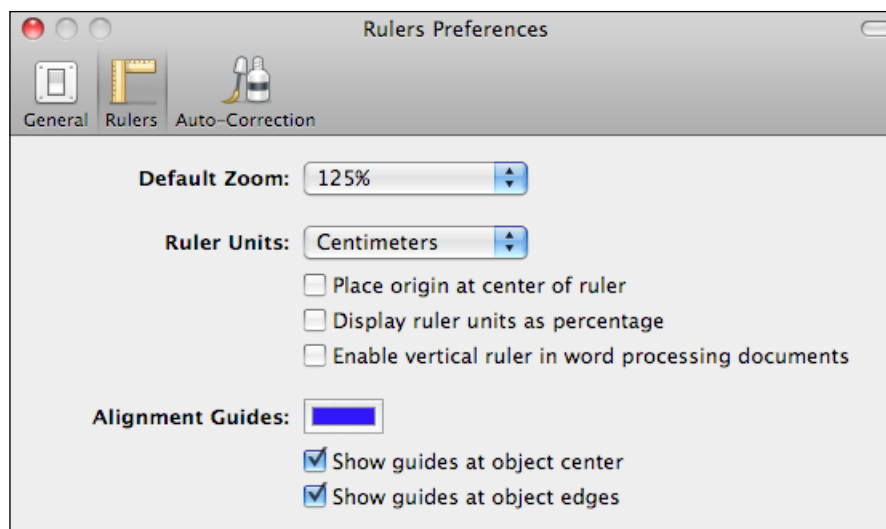 Rulers Preferences
General Rulers Auto-Correction
Default Zoom: 125%
Ruler Units: Centimeters
Place origin at center of ruler
Display ruler units as percentage
Enable vertical ruler in word processing documents
Alignment Guides:
Show guides at object center
Show guides at object edges